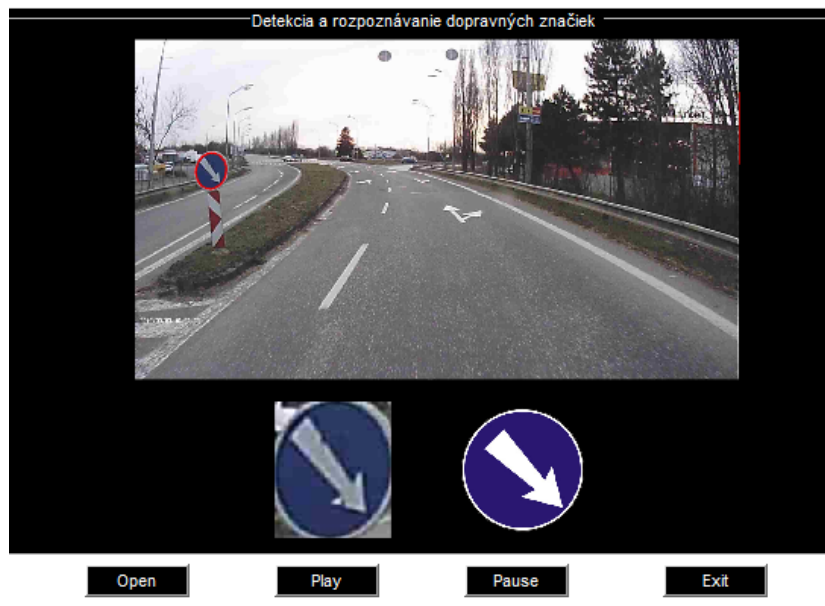 Detekcia a rozpoznávanie dopravných značiek
Open
Play
Pause
Exit